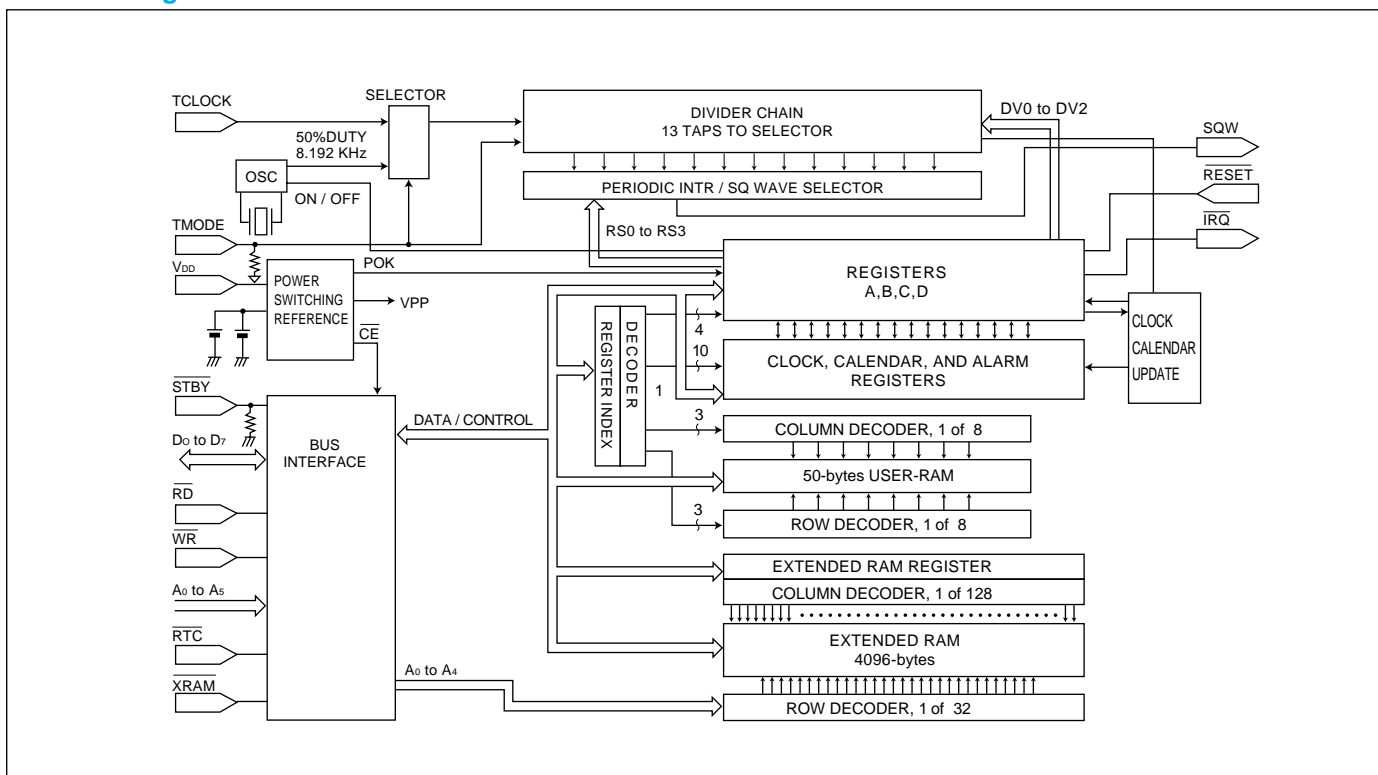 TCLOCK
SELECTOR
50%DUTY
8.192 KHz
OSC
ON / OFF
TMODE
VDD
POWER
SWITCHING
REFERENCE
POK
VPP
CE
STBY
D0 to D7
RD
WR
A0 to A5
RTC
XRAM
BUS
INTERFACE
DATA / CONTROL
A0 to A4
DIVIDER CHAIN
13 TAPS TO SELECTOR
PERIODIC INTR / SQ WAVE SELECTOR
RS0 to RS3
DV0 to DV2
SQW
RESET
IRQ
REGISTERS
A,B,C,D
REGISTER INDEX
DECODER
4
10
1
3
3
CLOCK, CALENDAR, AND ALARM
REGISTERS
CLOCK
CALENDAR
UPDATE
COLUMN DECODER, 1 of 8
50-bytes USER-RAM
ROW DECODER, 1 of 8
EXTENDED RAM REGISTER
COLUMN DECODER, 1 of 128
EXTENDED RAM
4096-bytes
ROW DECODER, 1 of 32